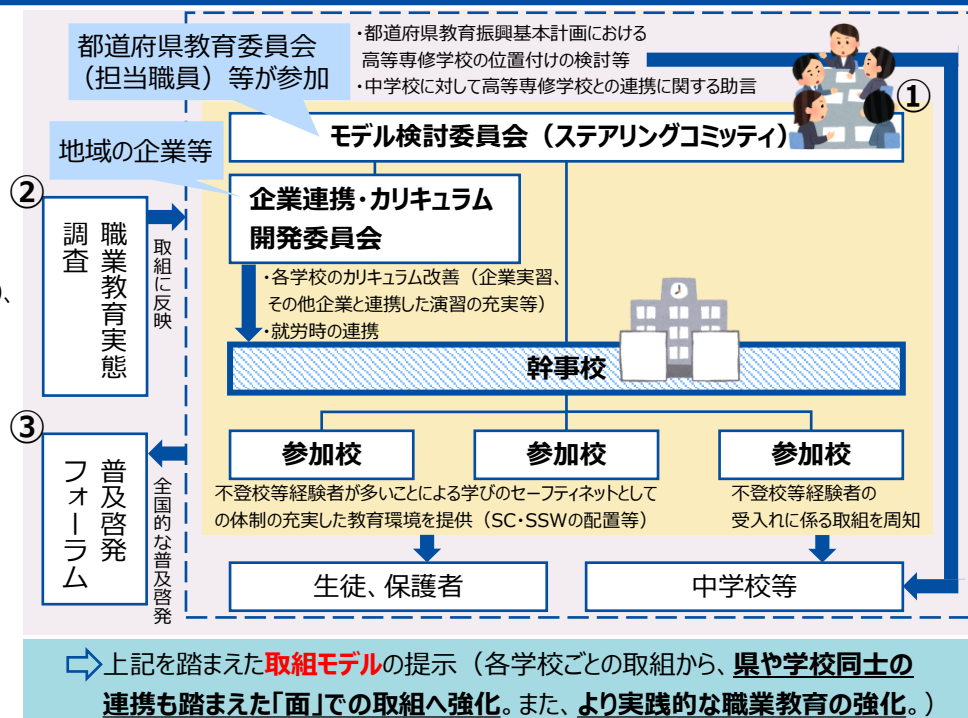 都道府県教育委員会
（担当職員）等が参加
・都道府県教育振興基本計画における
高等専修学校の位置付けの検討等
・中学校に対して高等専修学校との連携に関する助言
①
モデル検討委員会（ステアリングコミッティ）
地域の企業等
企業連携・カリキュラム
開発委員会
②
職業教育実態
調査
取組に反映
、
・各学校のカリキュラム改善（企業実習、
その他企業と連携した演習の充実等）
・就労時の連携
幹事校
③
普及啓発
フォーラム
全国的な普及啓発
参加校
参加校
参加校
不登校等経験者が多いことによる学びのセーフティネットとして
の体制の充実した教育環境を提供（SC・SSWの配置等）
不登校等経験者の
受入れに係る取組を周知
生徒、保護者
中学校等
上記を踏まえた取組モデルの提示（各学校ごとの取組から、県や学校同士の
連携も踏まえた「面」での取組へ強化。また、より実践的な職業教育の強化。）